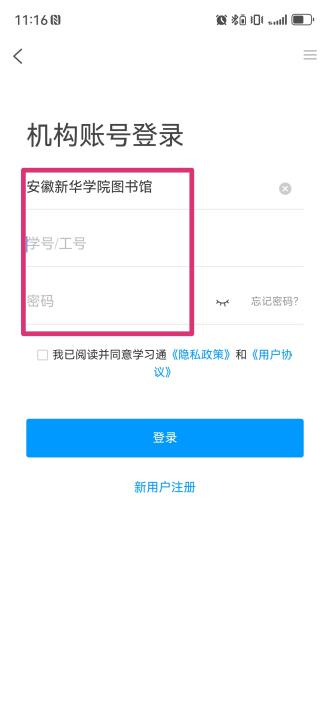 11:16
机构账号登录
安徽新华学院图书馆
学号/工号
密码
忘记密码?
我已阅读并同意学习通《隐私政策》和《用户协
议》
登录
新用户注册